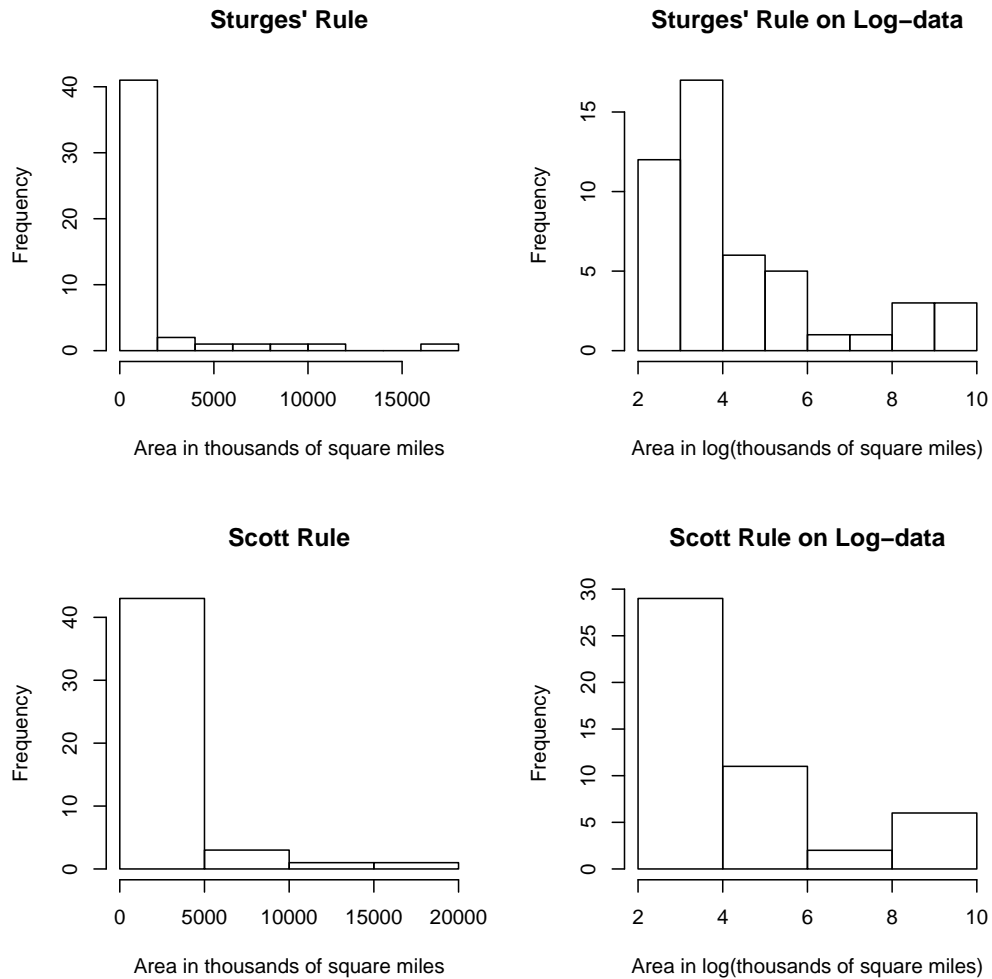 Sturges' Rule
Frequency
0 10 20 30 40
0 5000 10000 15000
Area in thousands of square miles
Sturges' Rule on Log−data
Frequency
0 5 10 15
2 4 6 8 10
Area in log(thousands of square miles)
Scott Rule
Frequency
0 10 20 30 40
0 5000 10000 15000 20000
Area in thousands of square miles
Scott Rule on Log−data
Frequency
0 5 10 15 20 25 30
2 4 6 8 10
Area in log(thousands of square miles)